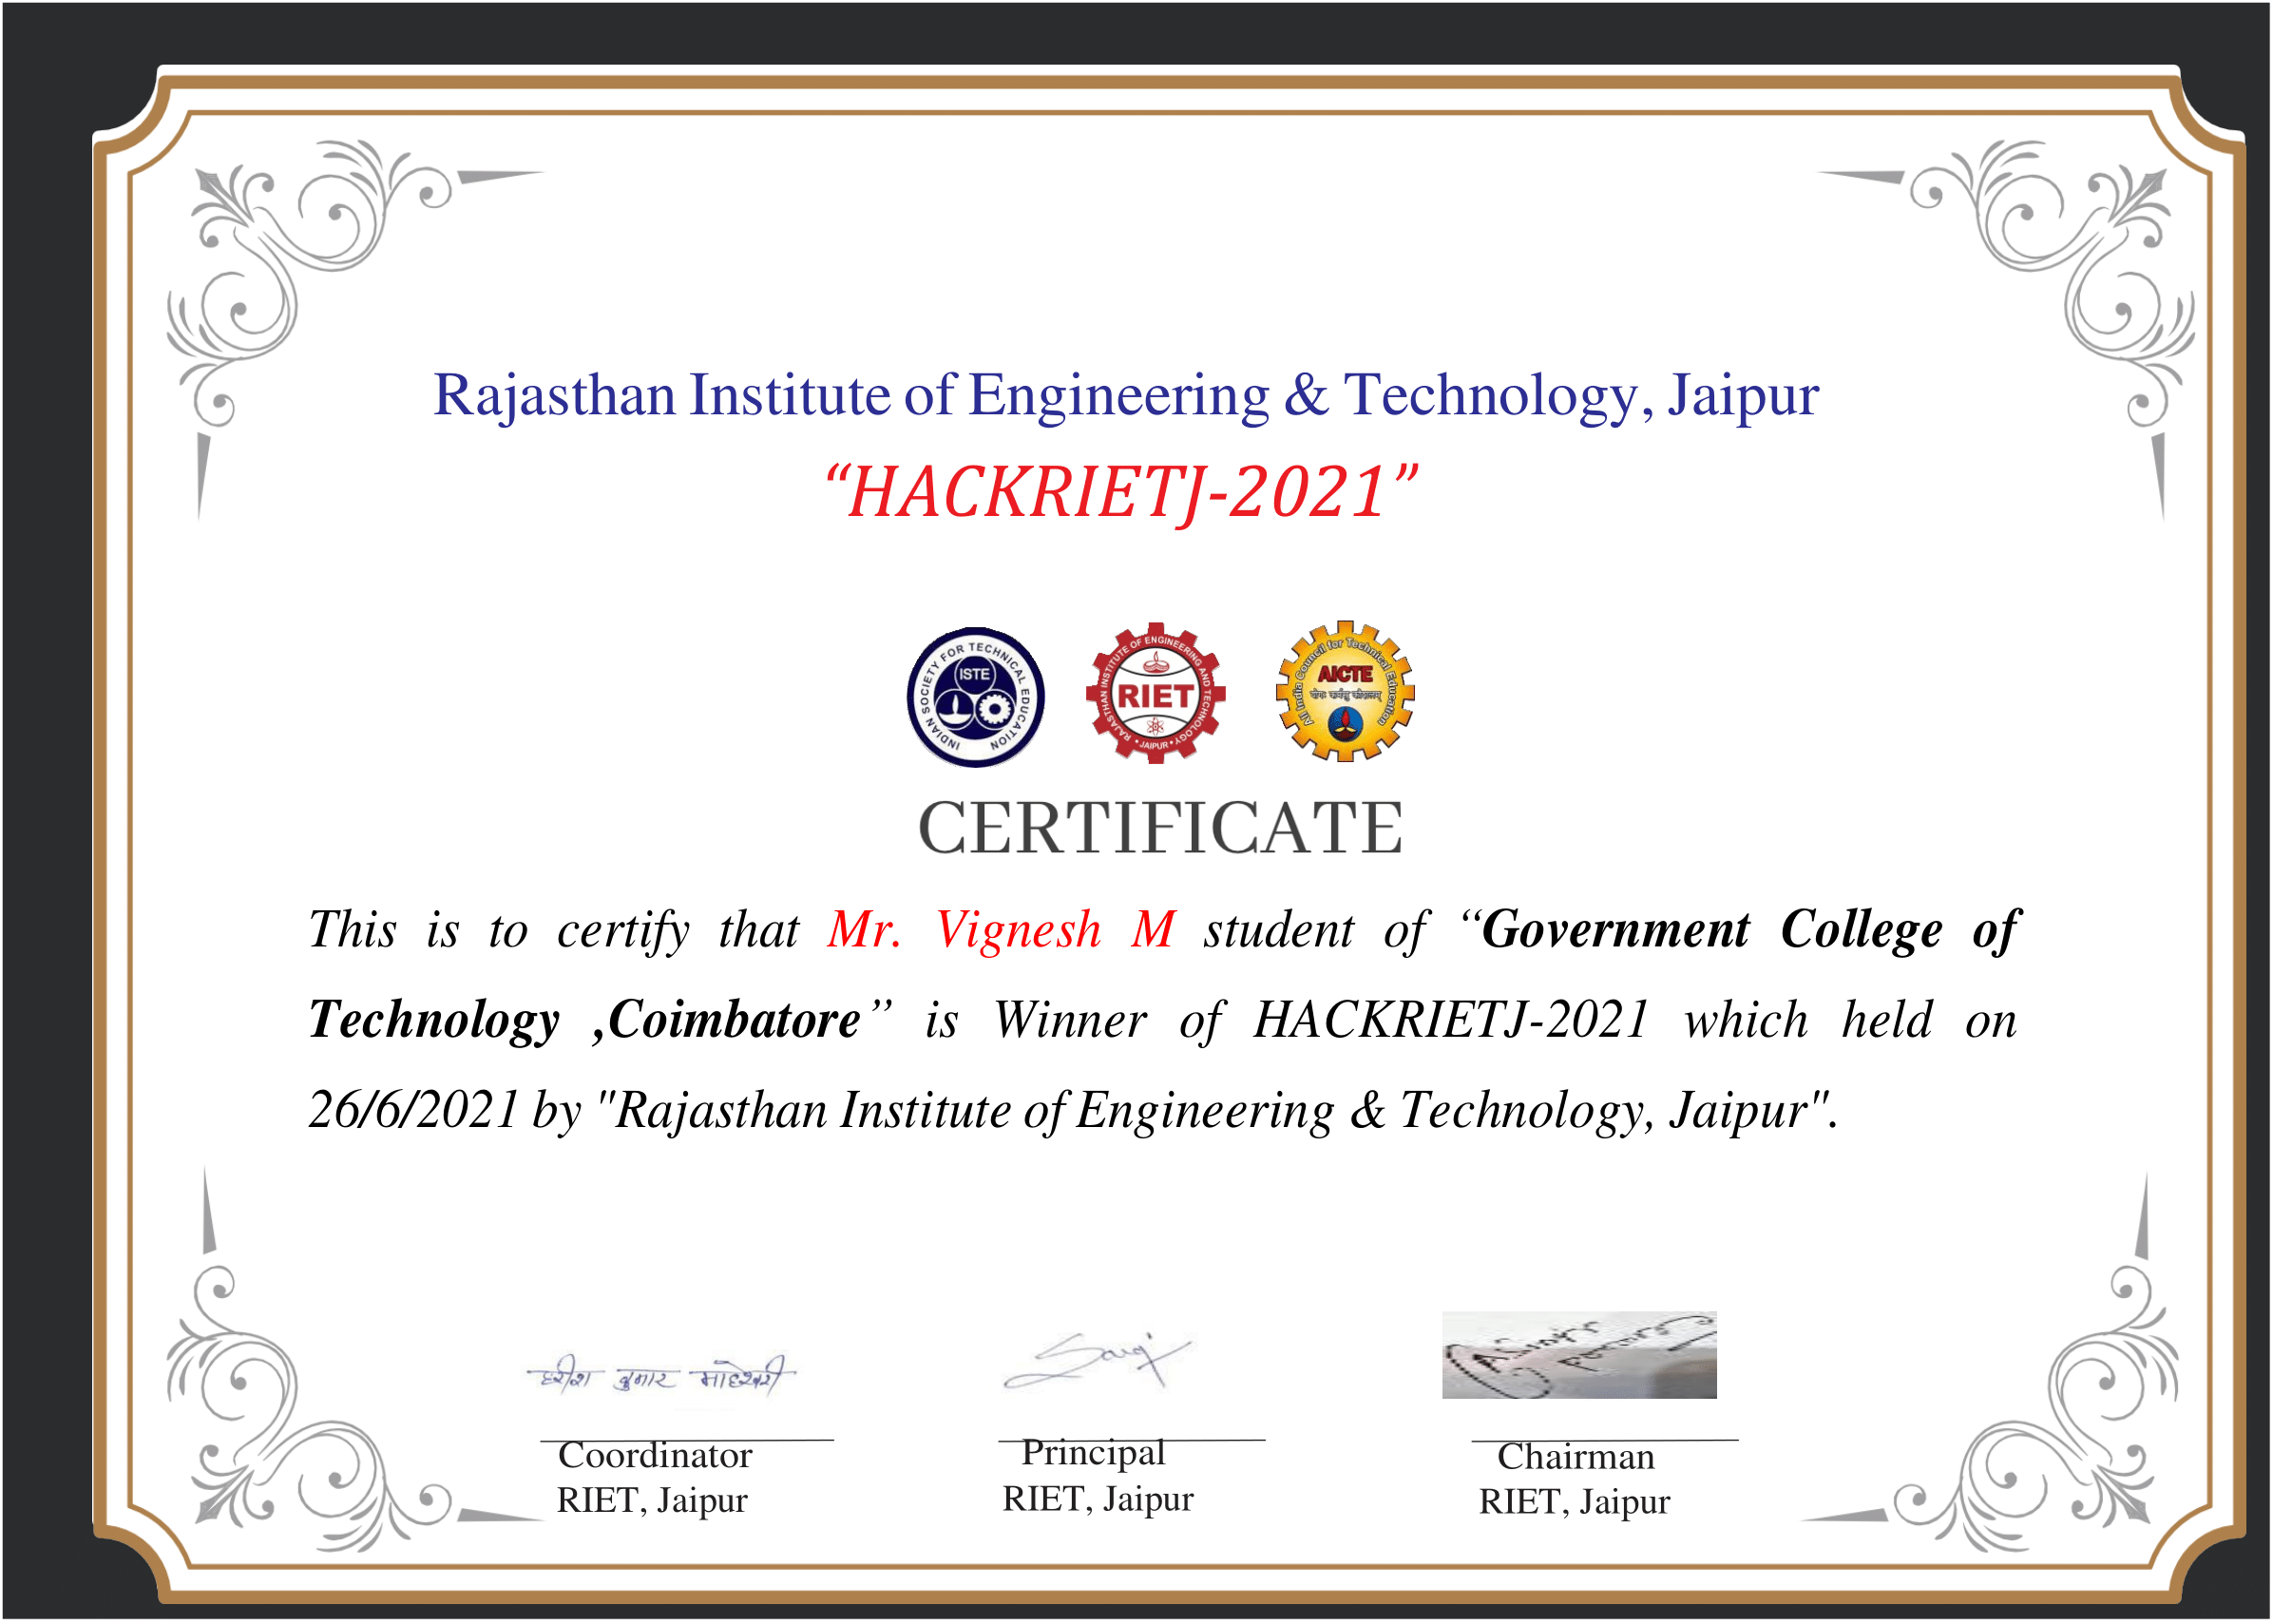 Rajasthan Institute of Engineering & Technology, Jaipur
“HACKRIETJ-2021”
INDIAN SOCIETY FOR TECHNICAL EDUCATION
ISTE
RAJASTHAN INSTITUTE OF ENGINEERING AND TECHNOLOGY
RIET
• JAIPUR •
All India Council for Technical Education
AICTE
योगः कर्मसु कौशलम्
CERTIFICATE
This is to certify that Mr. Vignesh M student of “Government College of
Technology ,Coimbatore” is Winner of HACKRIETJ-2021 which held on
26/6/2021 by "Rajasthan Institute of Engineering & Technology, Jaipur".
हरीश कुमार माहेश्वरी
Coordinator
RIET, Jaipur
Principal
RIET, Jaipur
Chairman
RIET, Jaipur